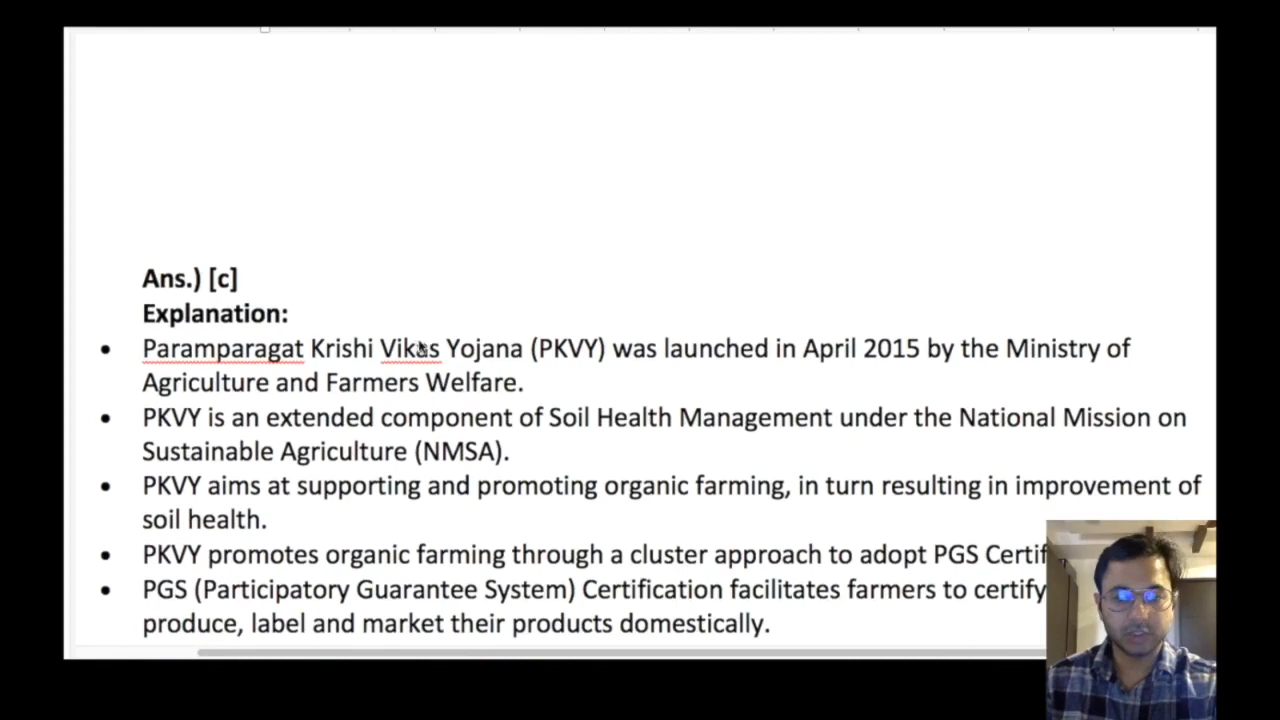 Ans.) [c]
Explanation:
• Paramparagat Krishi Vikas Yojana (PKVY) was launched in April 2015 by the Ministry of
Agriculture and Farmers Welfare.
• PKVY is an extended component of Soil Health Management under the National Mission on
Sustainable Agriculture (NMSA).
• PKVY aims at supporting and promoting organic farming, in turn resulting in improvement of
soil health.
• PKVY promotes organic farming through a cluster approach to adopt PGS Certif
• PGS (Participatory Guarantee System) Certification facilitates farmers to certify
produce, label and market their products domestically.